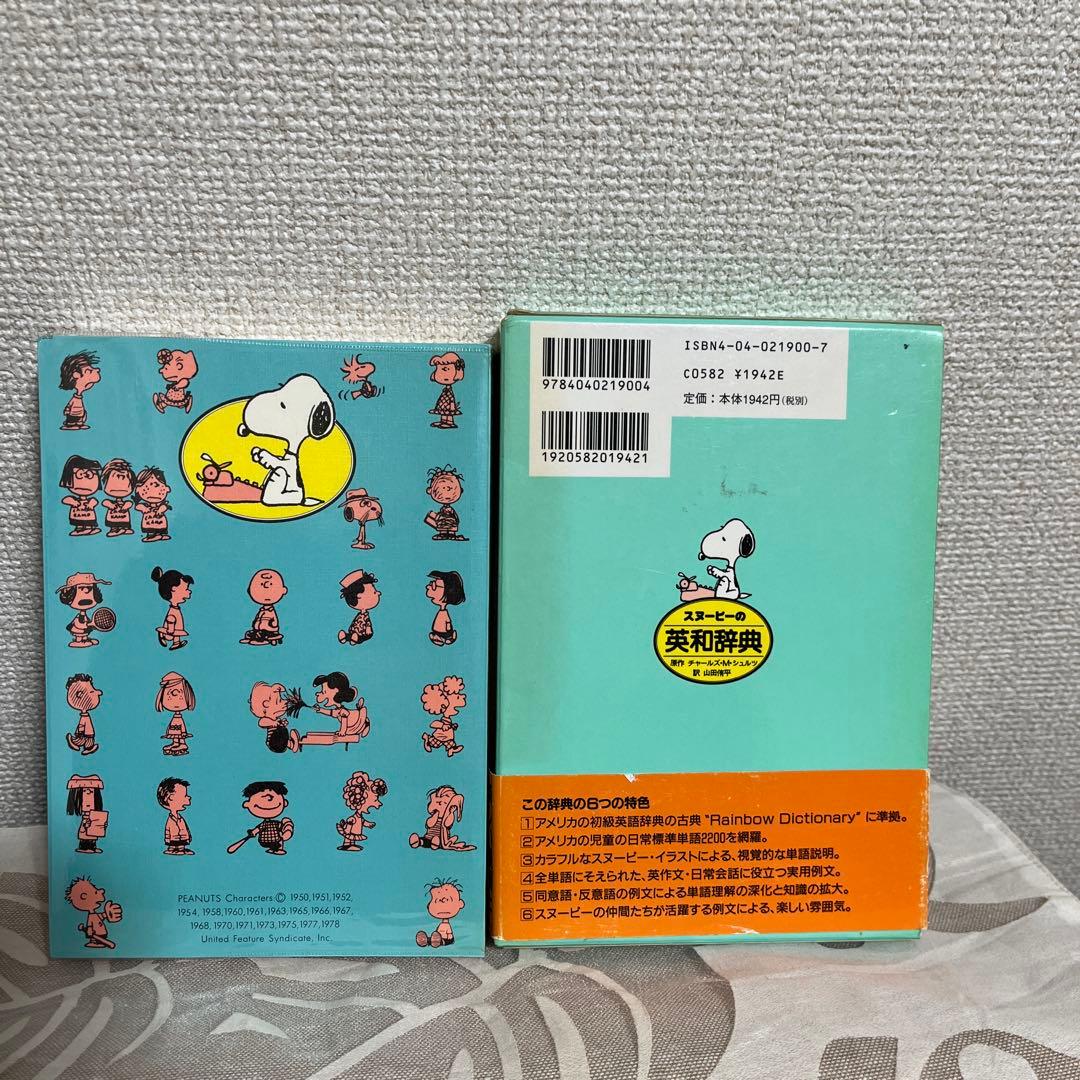 PEANUTS Characters © 1950,1951,1952,
1954, 1958,1960,1961,1963,1965,1966,1967,
1968, 1970,1971,1973,1975,1977,1978
United Feature Syndicate, Inc.
ISBN4-04-021900-7
9784040219004
C0582 ¥1942E
定価：本体1942円(税別)
1920582019421
スヌーピーの
英和辞典
原作 チャールズ・M・シュルツ
訳 山田侑平
この辞典の6つの特色
1 アメリカの初級英語辞典の古典“Rainbow Dictionary”に準拠。
2 アメリカの児童の日常標準単語2200を網羅。
3 カラフルなスヌーピー・イラストによる、視覚的な単語説明。
4 全単語にそえられた、英作文・日常会話に役立つ実用例文。
5 同意語・反意語の例文による単語理解の深化と知識の拡大。
6 スヌーピーの仲間たちが活躍する例文による、楽しい雰囲気。